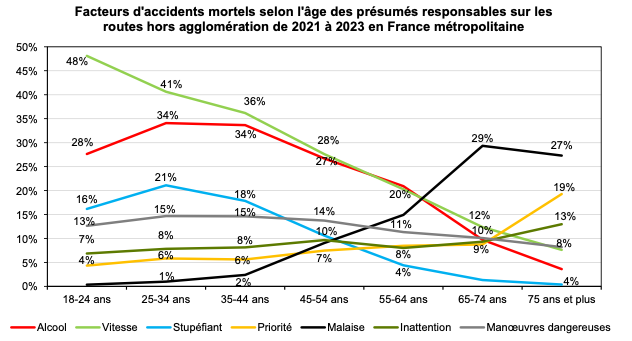 Facteurs d'accidents mortels selon l'âge des présumés responsables sur les
routes hors agglomération de 2021 à 2023 en France métropolitaine
50%
45%
40%
35%
30%
25%
20%
15%
10%
5%
0%
48% 41% 36% 28% 20% 12% 8%
28% 34% 34% 27% 10% 4%
16% 21% 18% 10% 4%
13% 15% 15% 14% 11%
7% 8% 8% 8% 13%
4% 6% 6% 7% 9% 19%
1% 2% 29% 27%
18-24 ans 25-34 ans 35-44 ans 45-54 ans 55-64 ans 65-74 ans 75 ans et plus
Alcool Vitesse Stupéfiant Priorité Malaise Inattention Manœuvres dangereuses